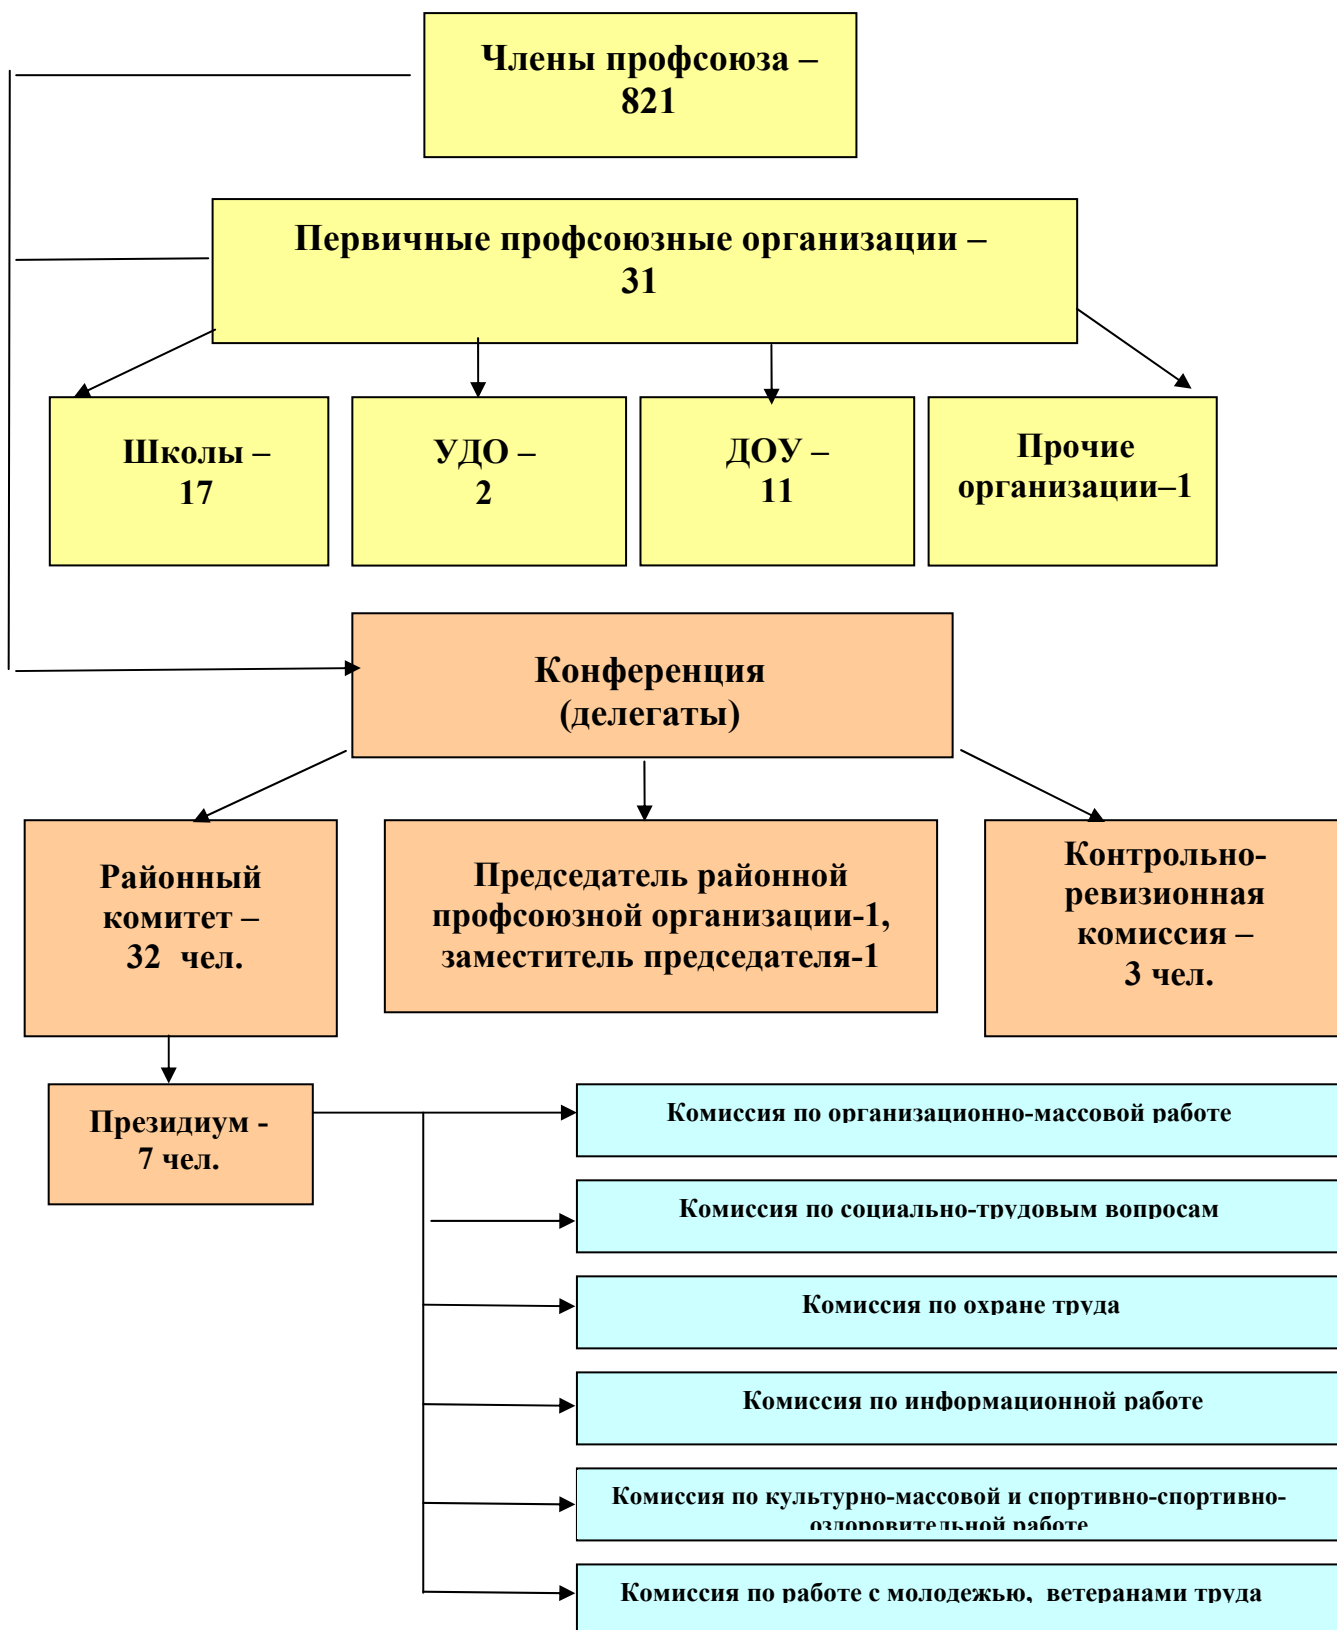 Члены профсоюза –
821
Первичные профсоюзные организации –
31
Школы –
17
УДО –
2
ДОУ –
11
Прочие
организации–1
Конференция
(делегаты)
Районный
комитет –
32 чел.
Председатель районной
профсоюзной организации-1,
заместитель председателя-1
Контрольно-
ревизионная
комиссия –
3 чел.
Президиум -
7 чел.
Комиссия по организационно-массовой работе
Комиссия по социально-трудовым вопросам
Комиссия по охране труда
Комиссия по информационной работе
Комиссия по культурно-массовой и спортивно-спортивно-
оздоровительной работе
Комиссия по работе с молодежью, ветеранами труда